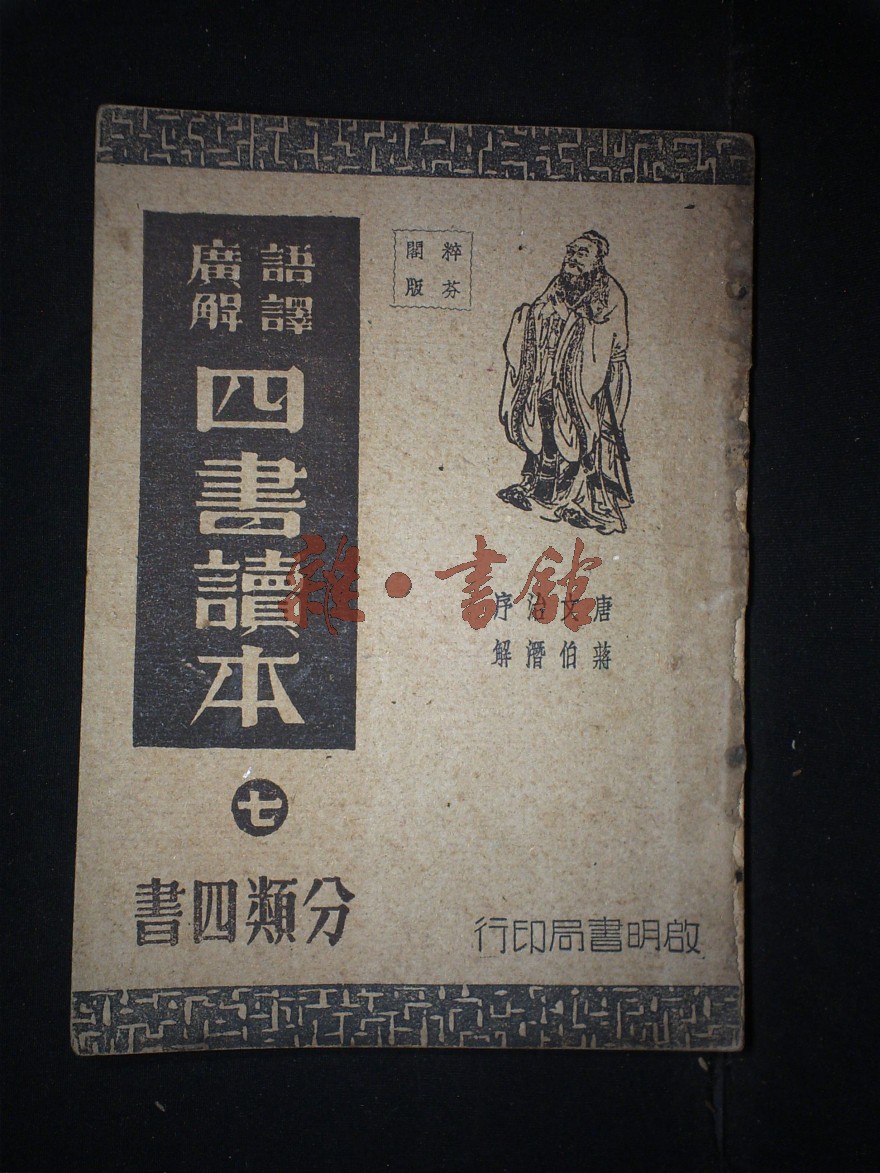 語譯
廣解
四書讀本
七
分類四書
粹芬
閣版
唐文治序
蔣伯潛解
啟明書局印行
雜·書館